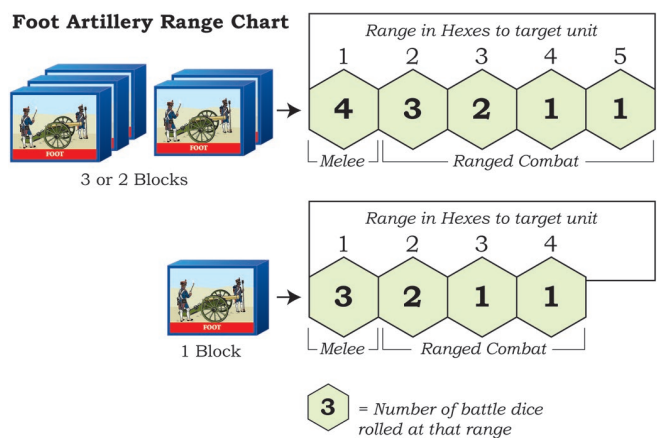 Foot Artillery Range Chart
Range in Hexes to target unit
1 2 3 4 5
4 3 2 1 1
Melee Ranged Combat
FOOT FOOT
3 or 2 Blocks
Range in Hexes to target unit
1 2 3 4
3 2 1 1
Melee Ranged Combat
FOOT
1 Block
3 = Number of battle dice
rolled at that range